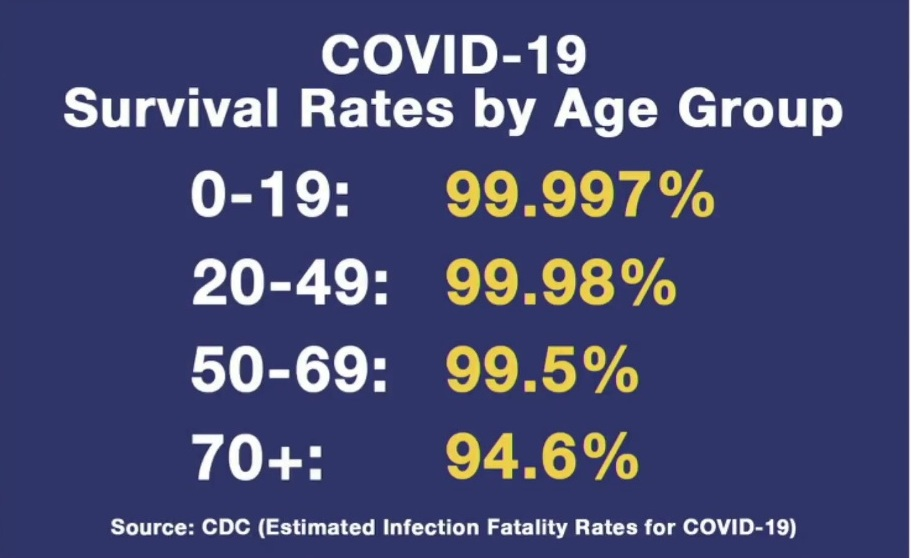 COVID-19
Survival Rates by Age Group
0-19: 99.997%
20-49: 99.98%
50-69: 99.5%
70+: 94.6%
Source: CDC (Estimated Infection Fatality Rates for COVID-19)